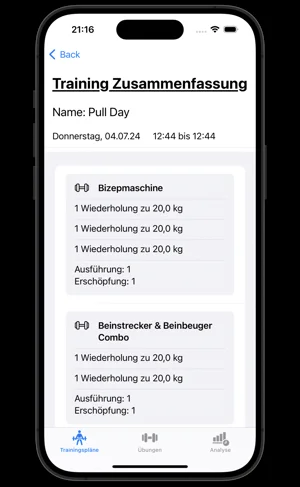 21:16
Back
Training Zusammenfassung
Name: Pull Day
Donnerstag, 04.07.24 12:44 bis 12:44
Bizepmaschine
1 Wiederholung zu 20,0 kg
1 Wiederholung zu 20,0 kg
1 Wiederholung zu 20,0 kg
Ausführung: 1
Erschöpfung: 1
Beinstrecker & Beinbeuger
Combo
1 Wiederholung zu 20,0 kg
1 Wiederholung zu 20,0 kg
Ausführung: 1
Erschöpfung: 1
Trainingspläne Übungen Analyse